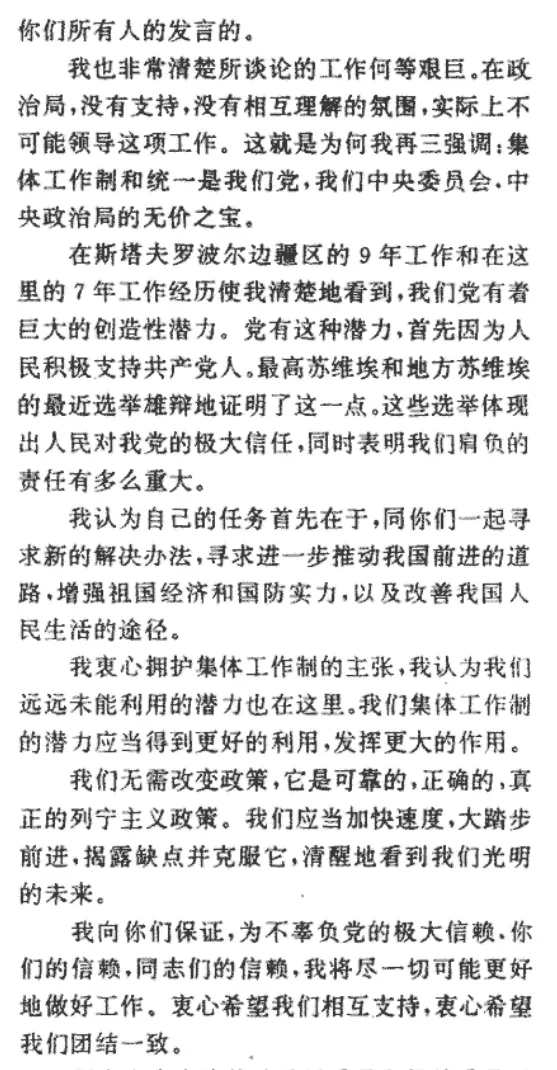 你们所有人的发言的。
我也非常清楚所谈论的工作何等艰巨。在政
治局,没有支持,没有相互理解的氛围,实际上不
可能领导这项工作。这就是为何我再三强调:集
体工作制和统一是我们党,我们中央委员会、中
央政治局的无价之宝。
在斯塔夫罗波尔边疆区的9年工作和在这
里的7年工作经历使我清楚地看到,我们党有着
巨大的创造性潜力。党有这种潜力,首先因为人
民积极支持共产党人。最高苏维埃和地方苏维埃
的最近选举雄辩地证明了这一点。这些选举体现
出人民对我党的极大信任,同时表明我们肩负的
责任有多么重大。
我认为自己的任务首先在于,同你们一起寻
求新的解决办法,寻求进一步推动我国前进的道
路,增强祖国经济和国防实力,以及改善我国人
民生活的途径。
我衷心拥护集体工作制的主张,我认为我们
远远未能利用的潜力也在这里。我们集体工作制
的潜力应当得到更好的利用,发挥更大的作用。
我们无需改变政策,它是可靠的,正确的,真
正的列宁主义政策。我们应当加快速度,大踏步
前进,揭露缺点并克服它,清醒地看到我们光明
的未来。
我向你们保证,为不辜负党的极大信赖、你
们的信赖,同志们的信赖,我将尽一切可能更好
地做好工作。衷心希望我们相互支持,衷心希望
我们团结一致。